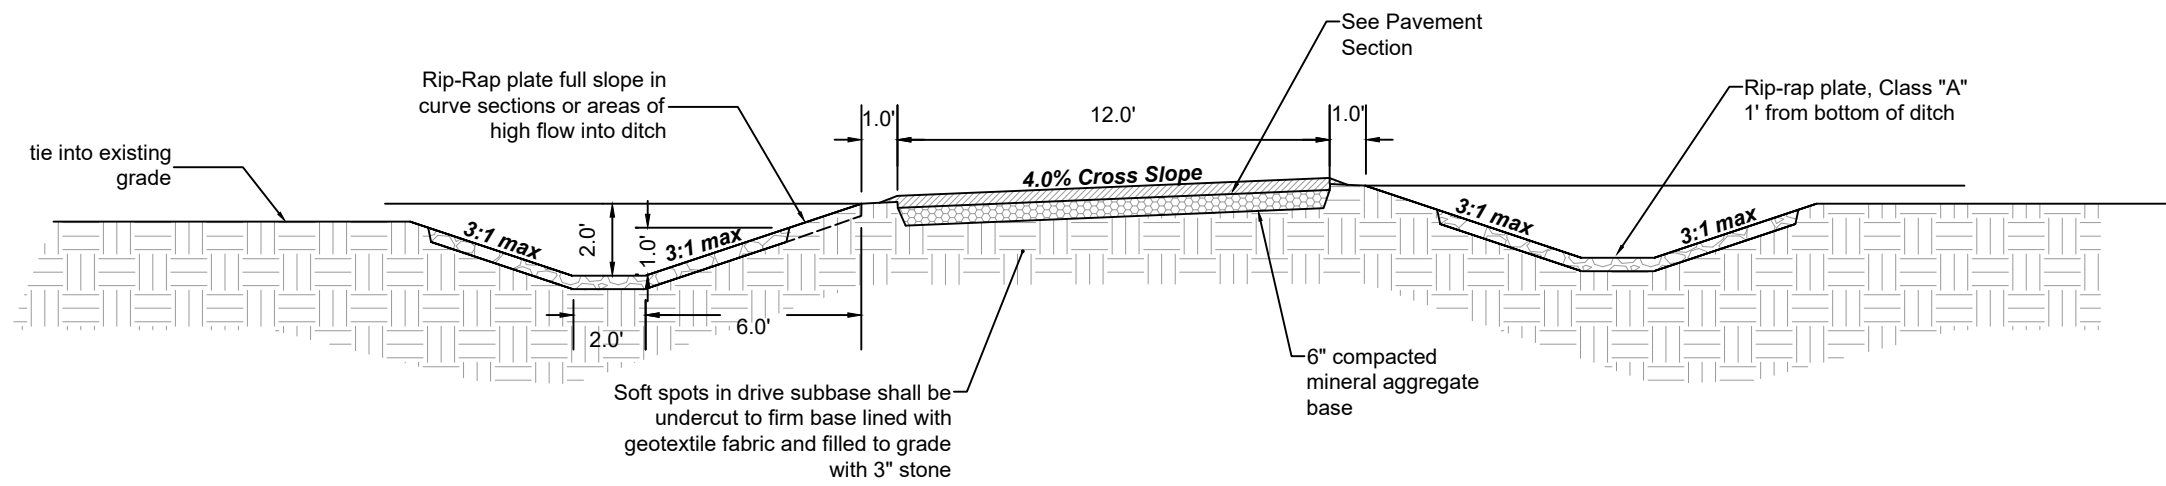 See Pavement
Section
Rip-Rap plate full slope in
curve sections or areas of
high flow into ditch
Rip-rap plate, Class "A"
1' from bottom of ditch
1.0'
12.0'
1.0'
tie into existing
grade
4.0% Cross Slope
3:1 max
2.0'
1.0'
3:1 max
3:1 max
3:1 max
2.0'
6.0'
6" compacted
mineral aggregate
base
Soft spots in drive subbase shall be
undercut to firm base lined with
geotextile fabric and filled to grade
with 3" stone